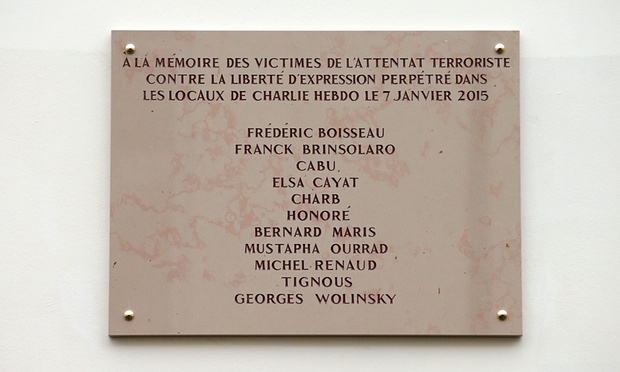 À LA MÉMOIRE DES VICTIMES DE L'ATTENTAT TERRORISTE
CONTRE LA LIBERTÉ D'EXPRESSION PERPÉTRÉ DANS
LES LOCAUX DE CHARLIE HEBDO LE 7 JANVIER 2015
FRÉDÉRIC BOISSEAU
FRANCK BRINSOLARO
CABU
ELSA CAYAT
CHARB
HONORÉ
BERNARD MARIS
MUSTAPHA OURRAD
MICHEL RENAUD
TIGNOUS
GEORGES WOLINSKY